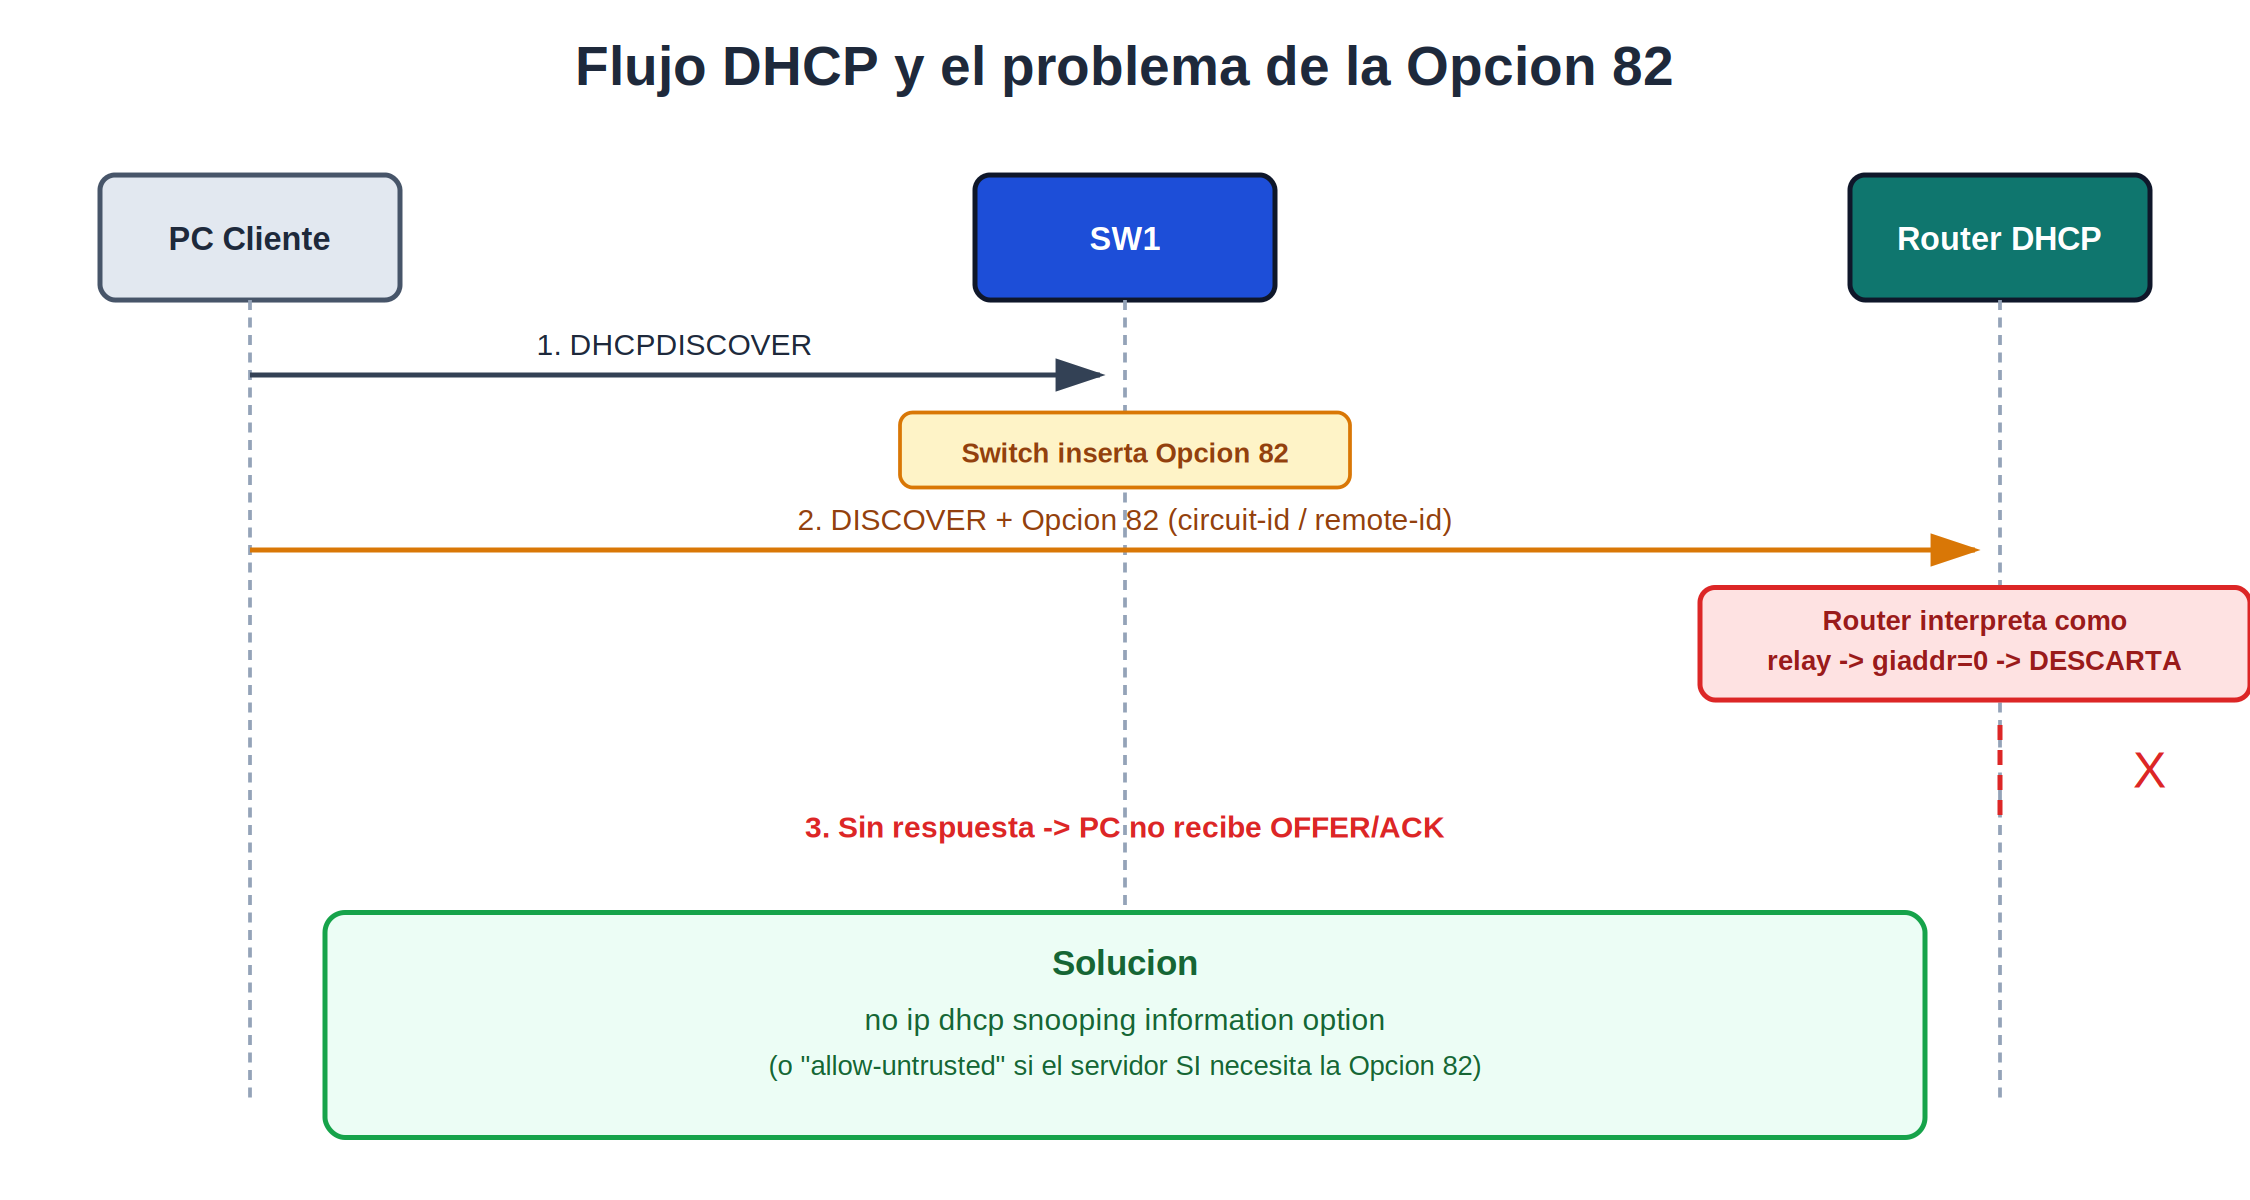 Flujo DHCP y el problema de la Opcion 82
PC Cliente
SW1
Router DHCP
1. DHCPDISCOVER
Switch inserta Opcion 82
2. DISCOVER + Opcion 82 (circuit-id / remote-id)
Router interpreta como
relay -> giaddr=0 -> DESCARTA
X
3. Sin respuesta -> PC no recibe OFFER/ACK
Solucion
no ip dhcp snooping information option
(o "allow-untrusted" si el servidor SI necesita la Opcion 82)